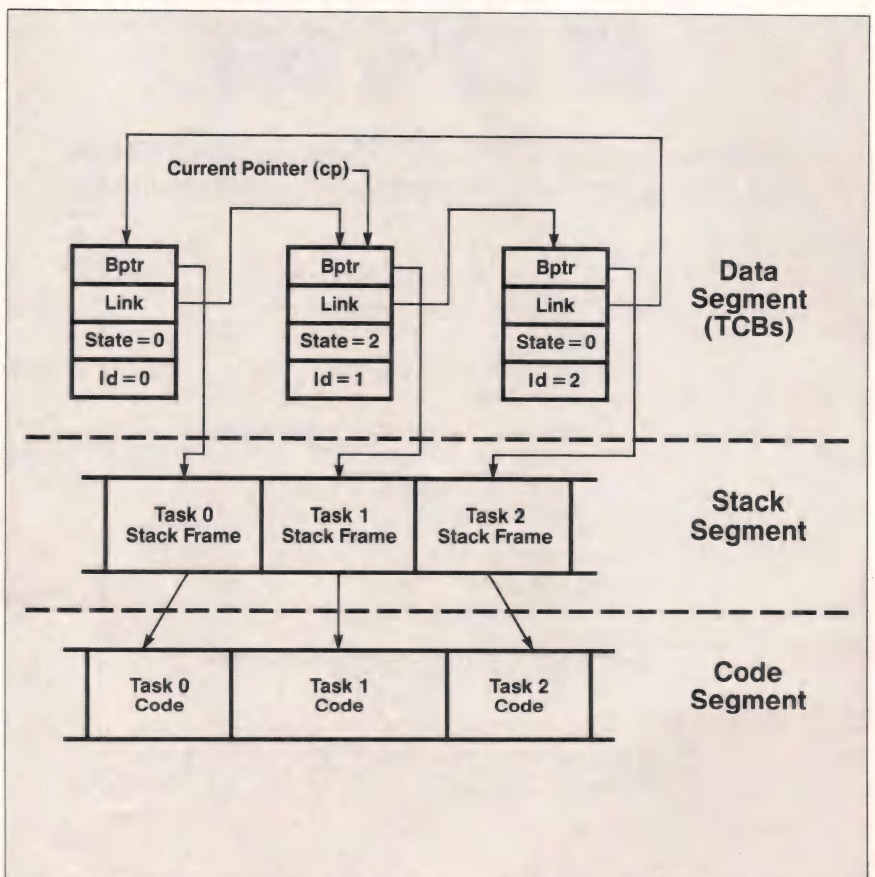 Current Pointer (cp)
Bptr
Link
State = 0
Id = 0
Bptr
Link
State = 2
Id = 1
Bptr
Link
State = 0
Id = 2
Data
Segment
(TCBs)
Task 0
Stack Frame
Task 1
Stack Frame
Task 2
Stack Frame
Stack
Segment
Task 0
Code
Task 1
Code
Task 2
Code
Code
Segment